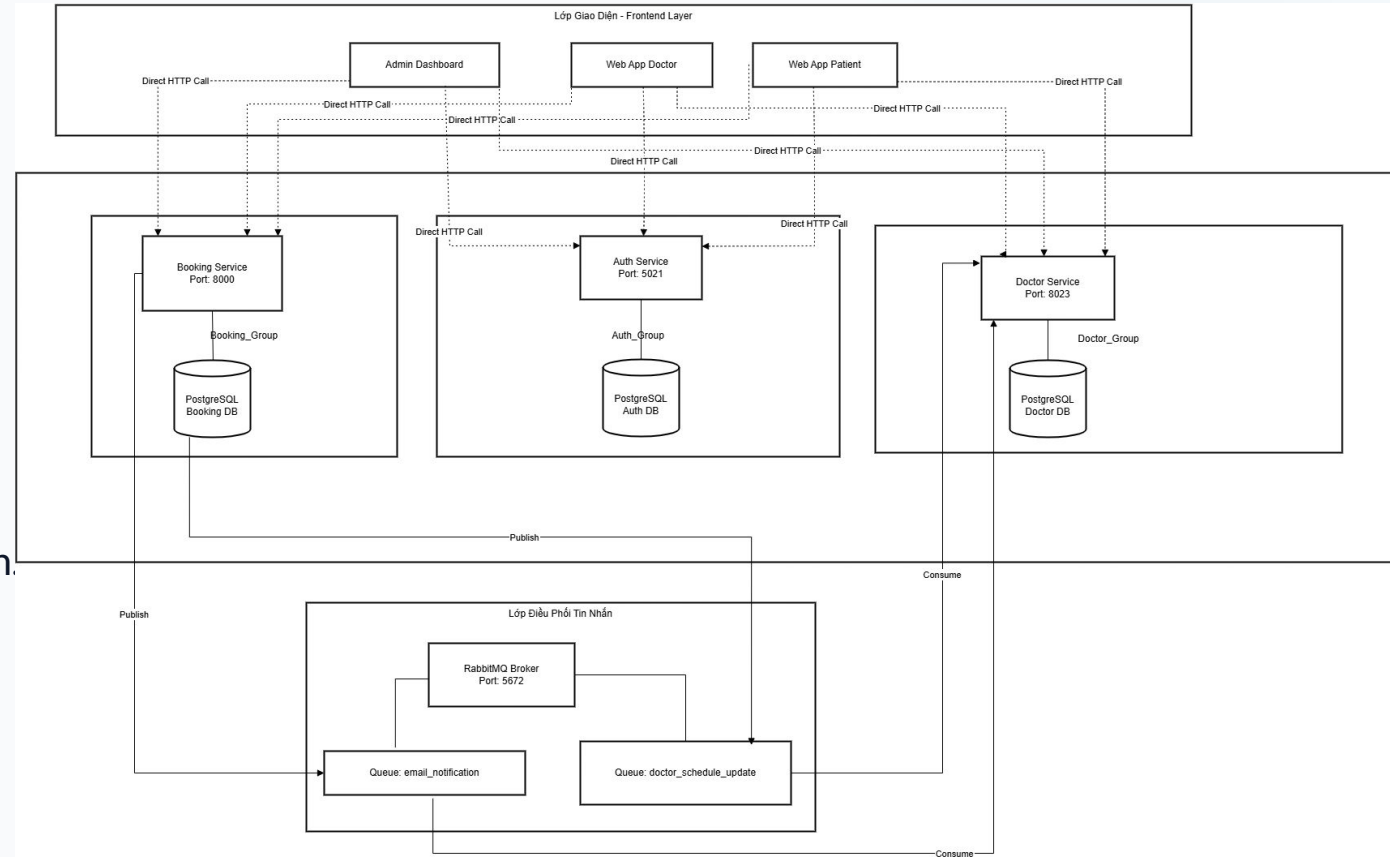 Lớp Giao Diện - Frontend Layer
Admin Dashboard
Web App Doctor
Web App Patient
Direct HTTP Call
Direct HTTP Call
Direct HTTP Call
Direct HTTP Call
Direct HTTP Call
Direct HTTP Call
Direct HTTP Call
Direct HTTP Call
Direct HTTP Call
Booking Service
Port: 8000
Auth Service
Port: 5021
Doctor Service
Port: 8023
Booking_Group
Auth_Group
Doctor_Group
PostgreSQL
Booking DB
PostgreSQL
Auth DB
PostgreSQL
Doctor DB
Publish
Consume
Publish
Lớp Điều Phối Tin Nhắn
RabbitMQ Broker
Port: 5672
Queue: email_notification
Queue: doctor_schedule_update
Consume